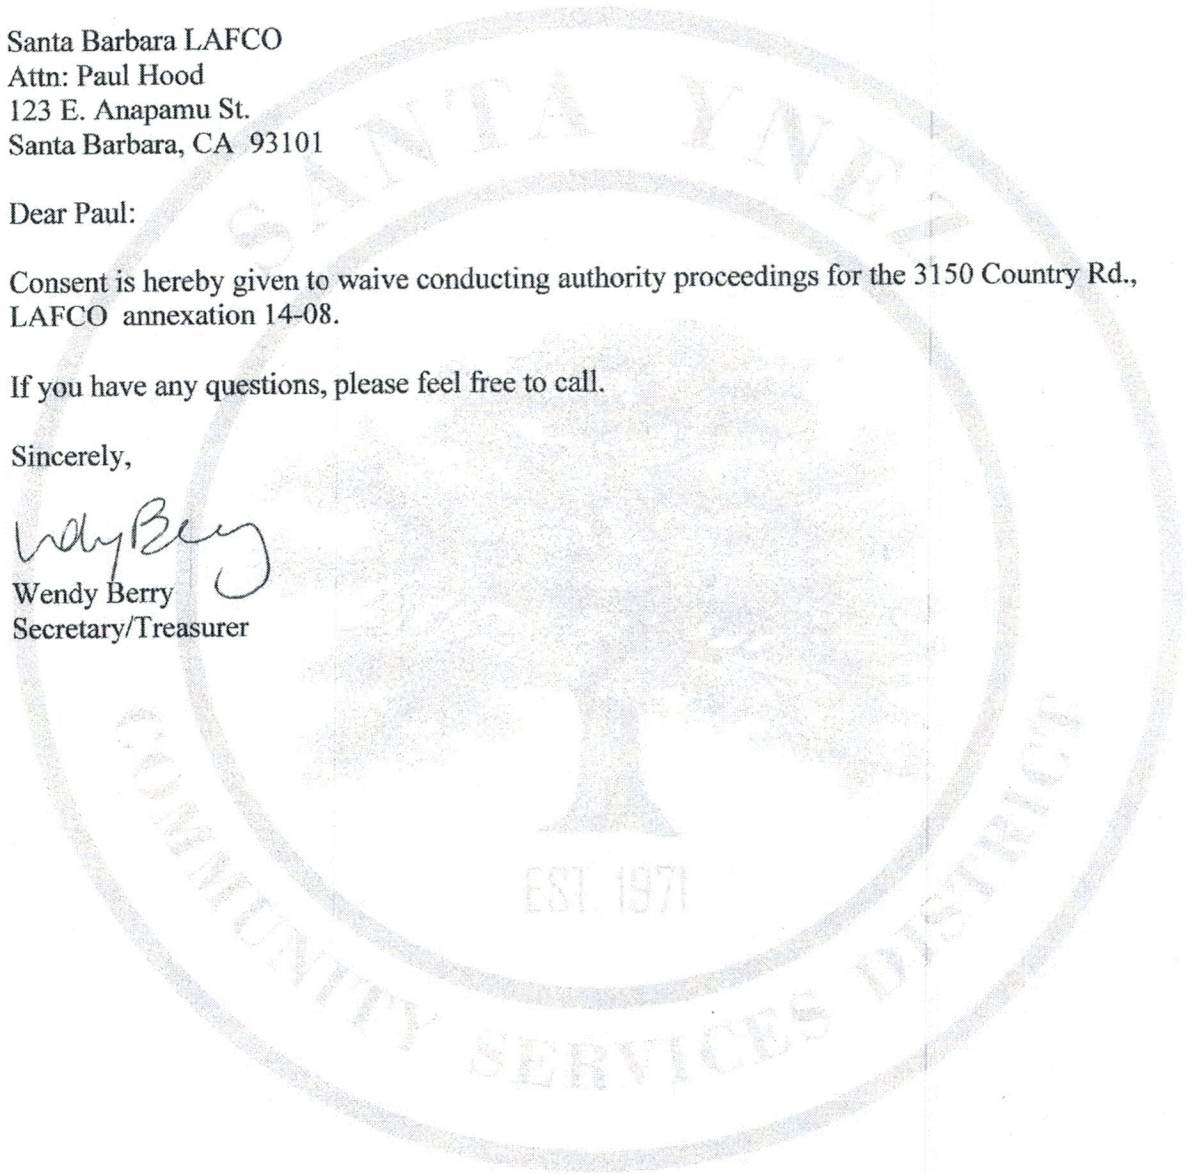 Santa Barbara LAFCO
Attn: Paul Hood
123 E. Anapamu St.
Santa Barbara, CA  93101
Dear Paul:
Consent is hereby given to waive conducting authority proceedings for the 3150 Country Rd.,
LAFCO  annexation 14-08.
If you have any questions, please feel free to call.
Sincerely,
Wendy Berry
Wendy Berry
Secretary/Treasurer
SANTA YNEZ
EST. 1971
COMMUNITY SERVICES DISTRICT